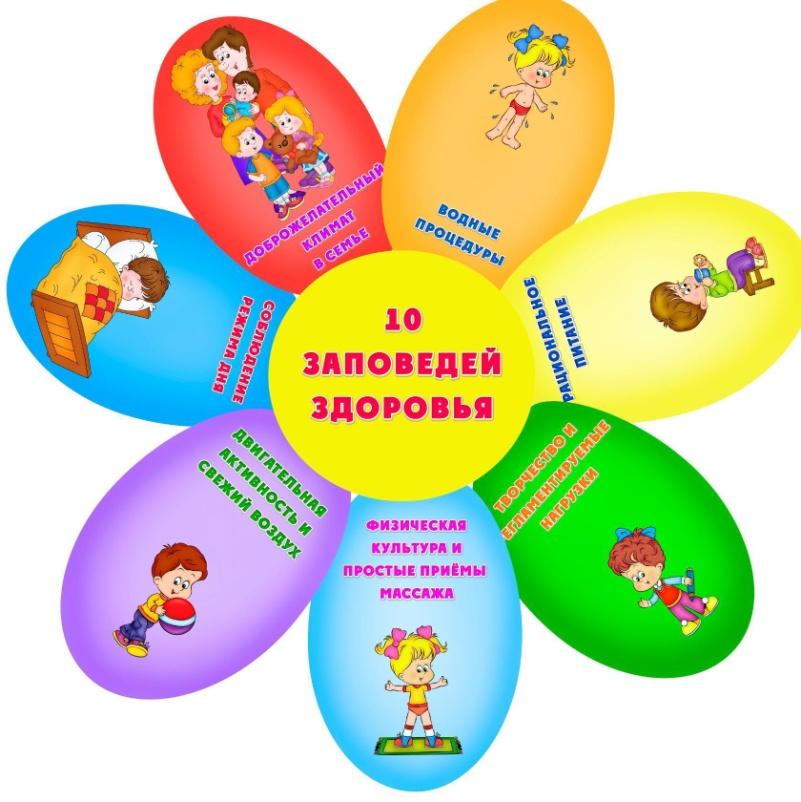 10
ЗАПОВЕДЕЙ
ЗДОРОВЬЯ
ДОБРОЖЕЛАТЕЛЬНЫЙ
КЛИМАТ
В СЕМЬЕ
ВОДНЫЕ
ПРОЦЕДУРЫ
РАЦИОНАЛЬНОЕ
ПИТАНИЕ
ТВОРЧЕСТВО И
ЕГЛАМЕНТИРУЕМЫЕ
НАГРУЗКИ
ФИЗИЧЕСКАЯ
КУЛЬТУРА И
ПРОСТЫЕ ПРИЁМЫ
МАССАЖА
ДВИГАТЕЛЬНАЯ
АКТИВНОСТЬ И
СВЕЖИЙ ВОЗДУХ
СОБЛЮДЕНИЕ
РЕЖИМА ДНЯ